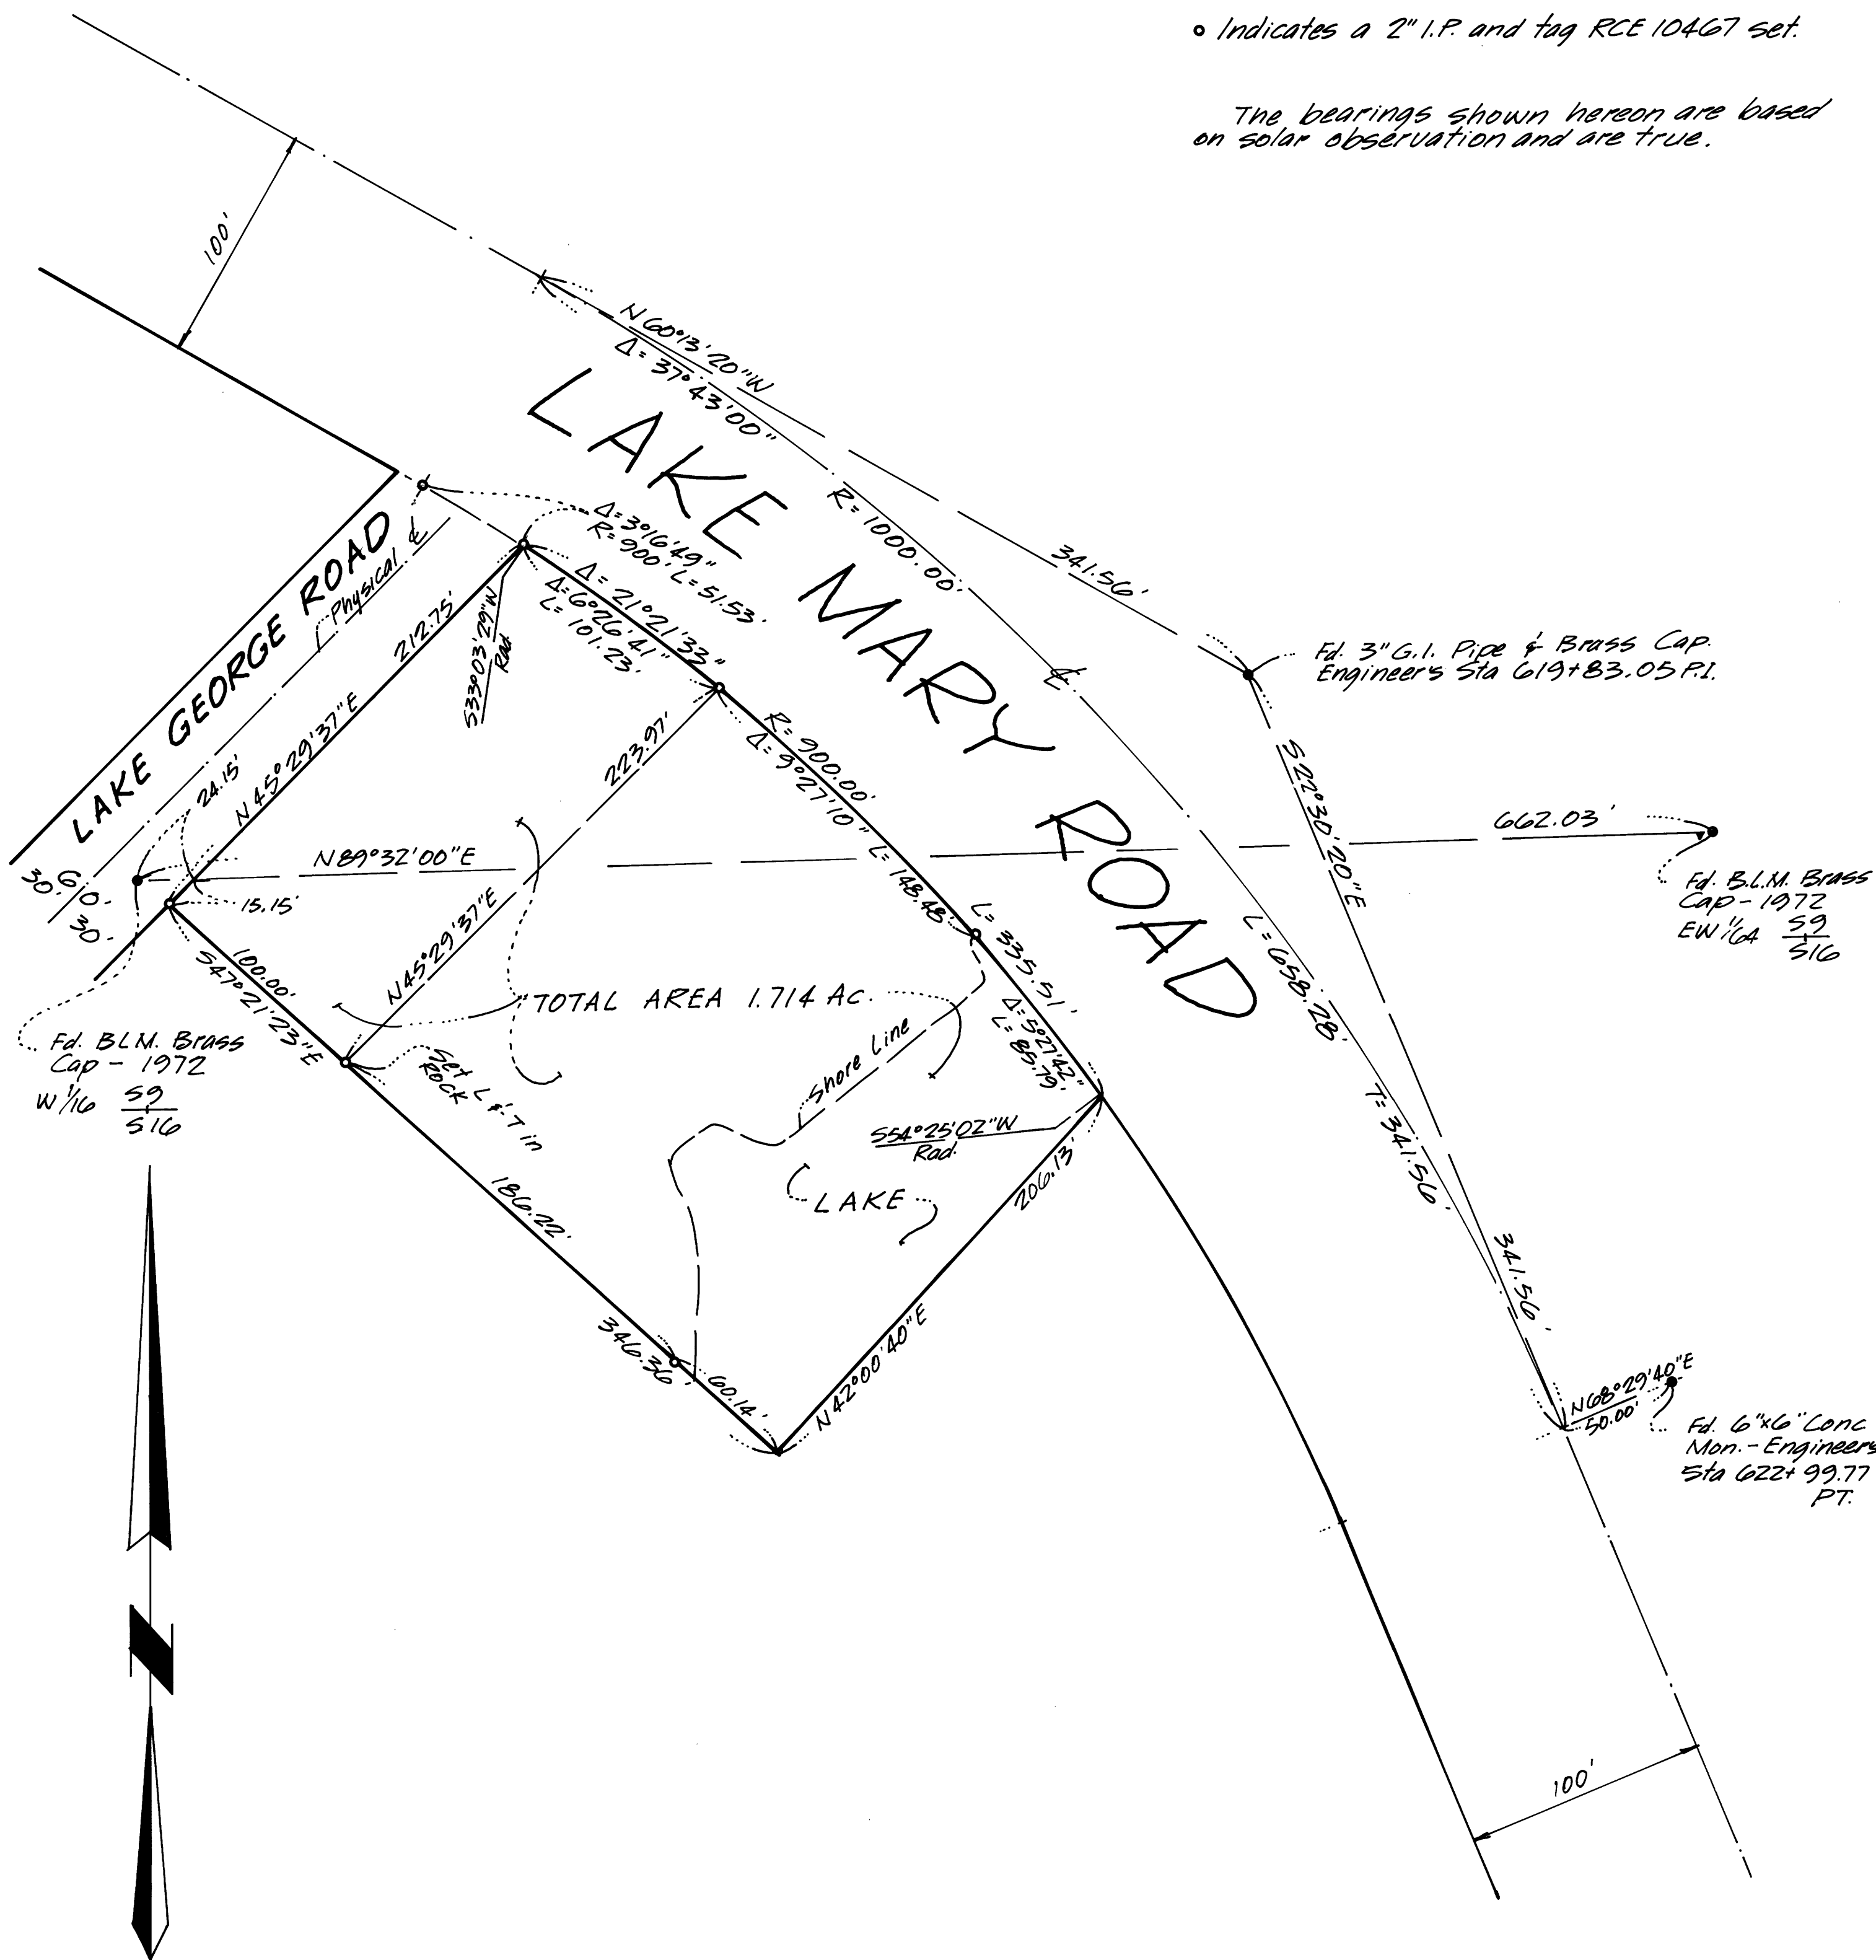 Indicates a 2" I.P. and tag RCE 10467 set.
The bearings shown hereon are based
on solar observation and are true.
100'
N60°13'20"W
Δ = 37°43'00"
LAKE MARY ROAD
R = 1000.00'
341.56'
Δ = 3°16'49"
R = 900' L = 51.53'
Δ = 21°21'33"
Δ = 6°26'41"
L = 101.23'
S33°03'29"W
Rad.
LAKE GEORGE ROAD
Physical ℄
212.75'
N45°29'37"E
24.15'
223.97'
℄
R = 900.00'
Δ = 9°27'10" L = 148.48'
Fd. 3" G.I. Pipe & Brass Cap.
Engineer's Sta 619+83.05 P.I.
S22°30'20"E
662.03'
N89°32'00"E
Fd. B.L.M. Brass
Cap - 1972
EW 1/64 S9
S16
30' 60'
30'
15.15'
N45°29'37"E
100.00'
S47°21'23"E
TOTAL AREA 1.714 AC.
L = 335.51'
L = 658.28'
Δ = 5°27'42"
L = 85.79'
Shore Line
Fd. B.L.M. Brass
Cap - 1972
W 1/16 S9
S16
Set L & T in
ROCK
S54°25'02"W
Rad.
T = 341.56'
206.13'
LAKE
186.22'
341.56'
346.36'
60.14'
N42°00'40"E
N68°29'40"E
50.00'
Fd. 6"x6" Conc
Mon. - Engineers
Sta 622+99.77
P.T.
N
100'